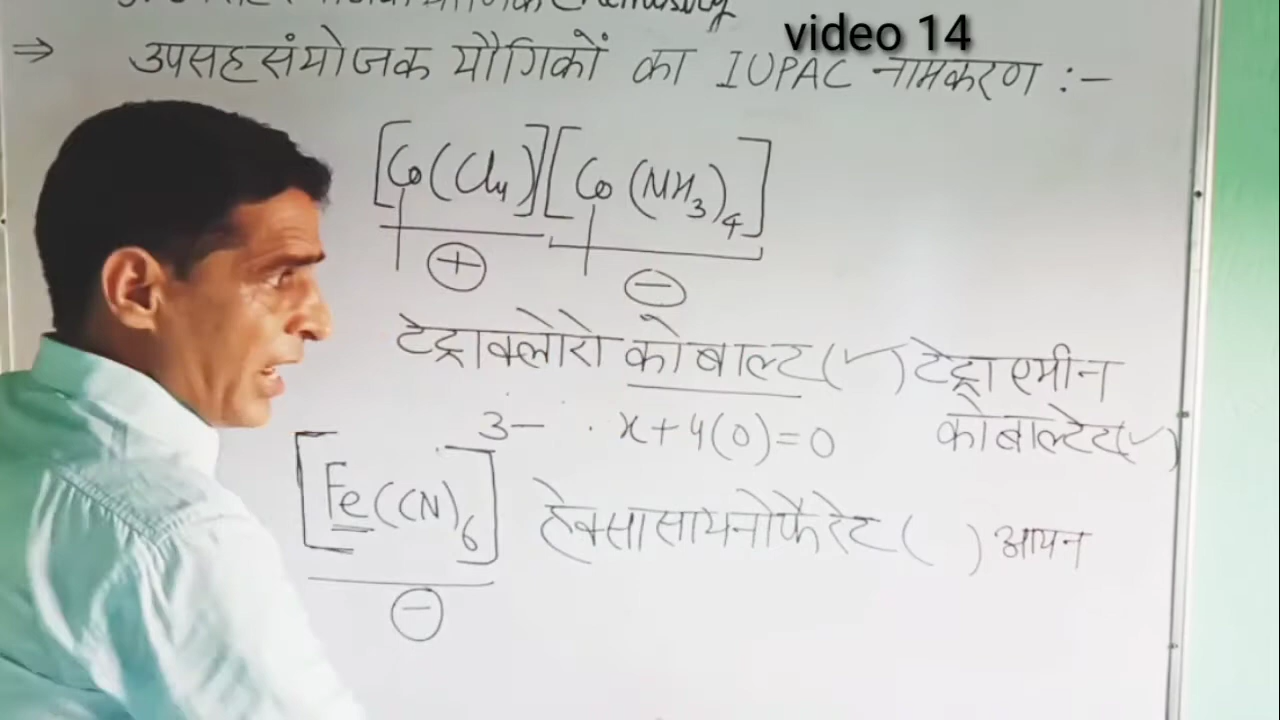 Chemistry
video 14
⇒ उपसहसंयोजक यौगिकों का IUPAC नामकरण :-
[Co(Cl4)][Co(NH3)4]
+ -
टेट्राक्लोरो कोबाल्ट(✓)टेट्राएमीन
कोबाल्टेट(✓)
x+4(0)=0
[Fe(CN)6]3- हेक्सासायनोफैरेट( ) आयन
-